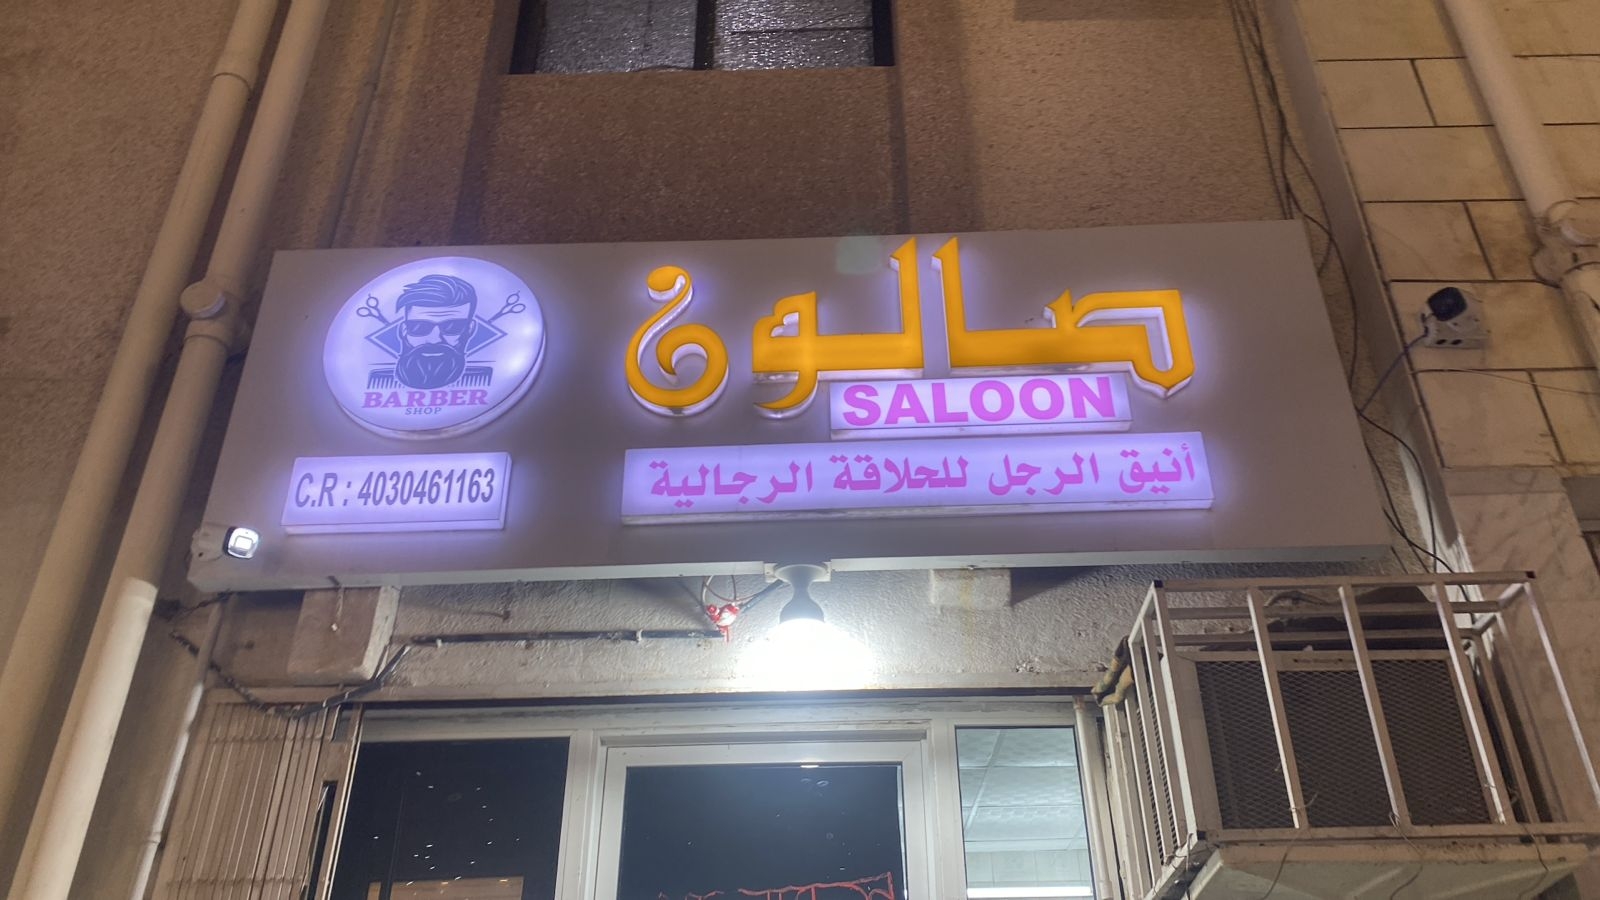 صالون
SALOON
أنيق الرجل للحلاقة الرجالية
BARBER
SHOP
C.R : 4030461163